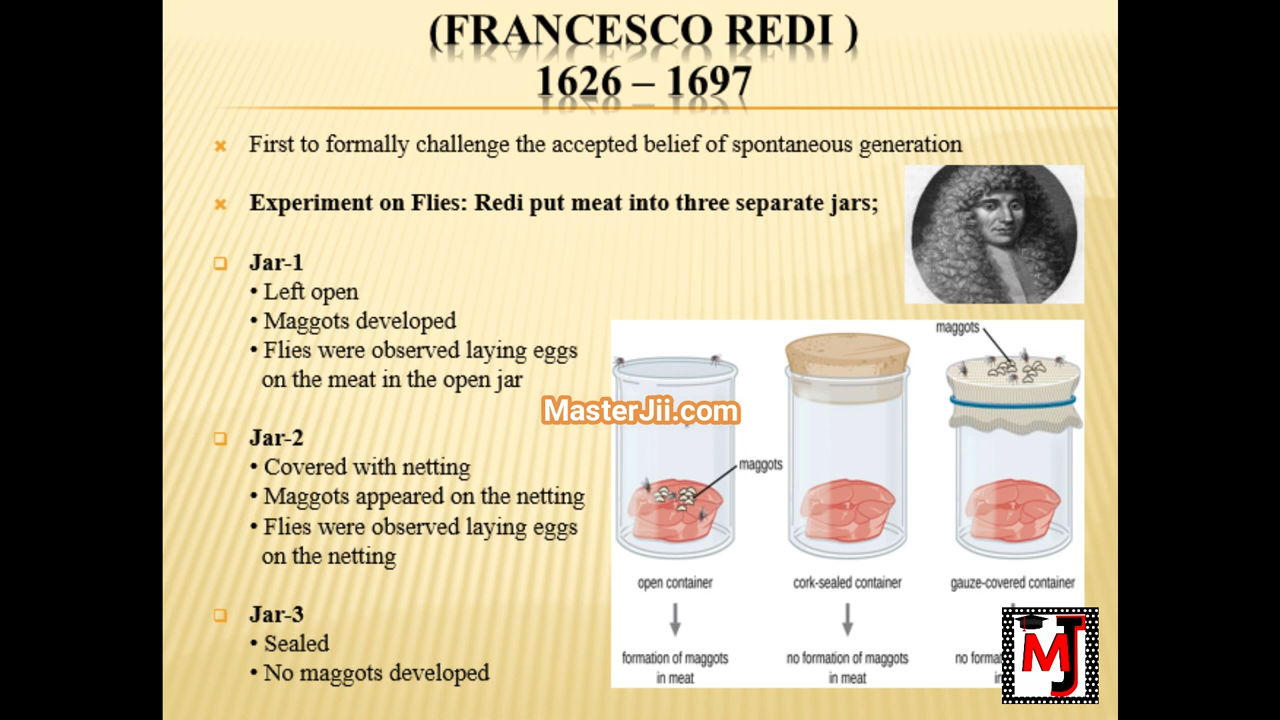 (FRANCESCO REDI )
1626 – 1697
First to formally challenge the accepted belief of spontaneous generation
Experiment on Flies: Redi put meat into three separate jars;
Jar-1
• Left open
• Maggots developed
• Flies were observed laying eggs
on the meat in the open jar
Jar-2
• Covered with netting
• Maggots appeared on the netting
• Flies were observed laying eggs
on the netting
Jar-3
• Sealed
• No maggots developed
MasterJii.com
maggots
maggots
open container
cork-sealed container
gauze-covered container
formation of maggots
in meat
no formation of maggots
in meat
no
MJ